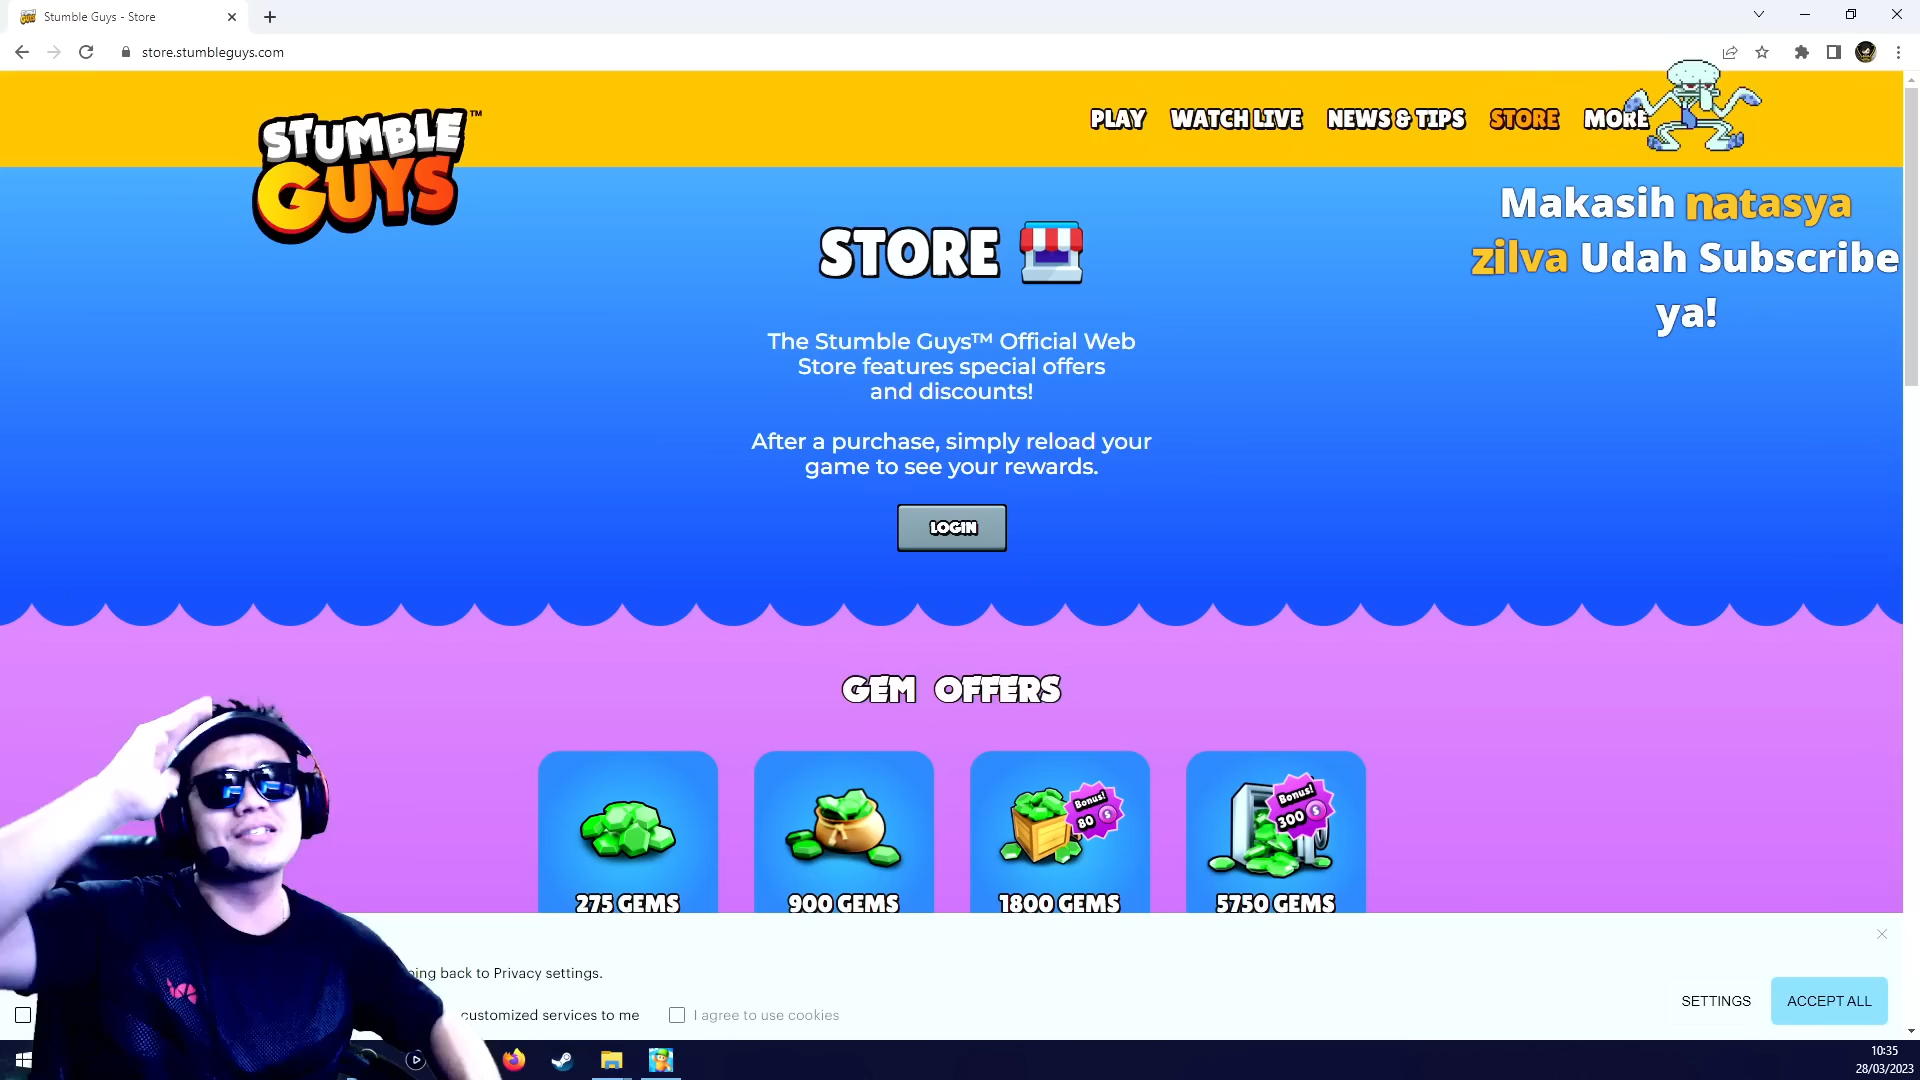 Stumble Guys - Store
store.stumbleguys.com
STUMBLE GUYS™
PLAY WATCH LIVE NEWS & TIPS STORE MORE
Makasih natasya
zilva Udah Subscribe
ya!
STORE
The Stumble Guys™ Official Web
Store features special offers
and discounts!
After a purchase, simply reload your
game to see your rewards.
LOGIN
GEM OFFERS
Bonus!
80
Bonus!
300
275 GEMS
900 GEMS
1800 GEMS
5750 GEMS
back to Privacy settings.
customized services to me
I agree to use cookies
SETTINGS
ACCEPT ALL
10:35
28/03/2023